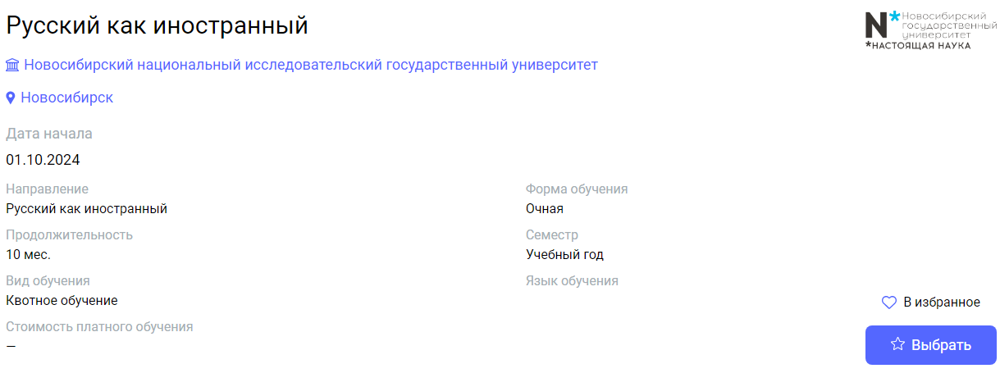 Русский как иностранный
Новосибирский
государственный
университет
*НАСТОЯЩАЯ НАУКА
Новосибирский национальный исследовательский государственный университет
Новосибирск
Дата начала
01.10.2024
Направление
Русский как иностранный
Форма обучения
Очная
Продолжительность
10 мес.
Семестр
Учебный год
Вид обучения
Квотное обучение
Язык обучения
Стоимость платного обучения
—
В избранное
Выбрать